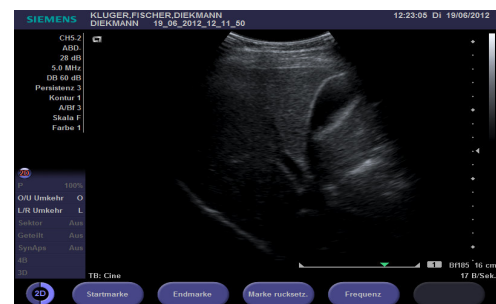 SIEMENS
KLUGER,FISCHER,DIEKMANN
DIEKMANN 19_06_2012_12_11_50
12:23:05 Di 19/06/2012
CH5-2
ABD-
28 dB
5.0 MHz
DB 60 dB
Persistenz 3
Kontur 1
A/Bf 3
Skala F
Farbe 1
2D
P 100%
O/U Umkehr O
L/R Umkehr L
Sektor Aus
Geteilt Aus
SynAps Aus
4B
3D
TB: Cine
1 Bf185 16 cm
17 B/Sek.
2D
Startmarke
Endmarke
Marke rucksetz.
Frequenz